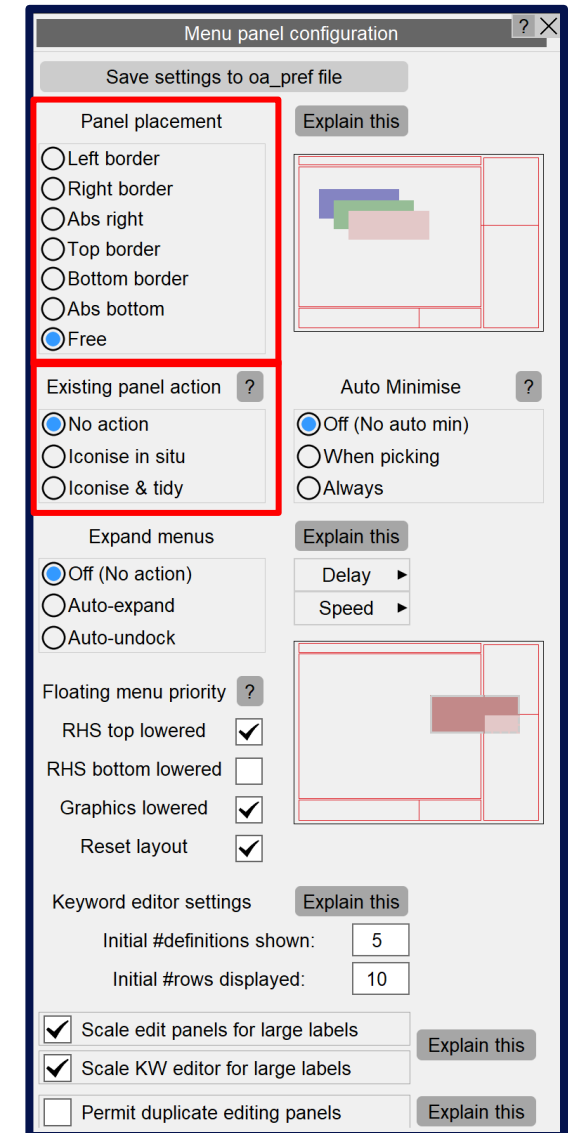 Menu panel configuration ?
Save settings to oa_pref file
Panel placement Explain this
Left border
Right border
Abs right
Top border
Bottom border
Abs bottom
Free
Existing panel action ? Auto Minimise ?
No action Off (No auto min)
Iconise in situ When picking
Iconise & tidy Always
Expand menus Explain this
Off (No action) Delay
Auto-expand Speed
Auto-undock
Floating menu priority ?
RHS top lowered
RHS bottom lowered
Graphics lowered
Reset layout
Keyword editor settings Explain this
Initial #definitions shown: 5
Initial #rows displayed: 10
Scale edit panels for large labels
Explain this
Scale KW editor for large labels
Permit duplicate editing panels Explain this